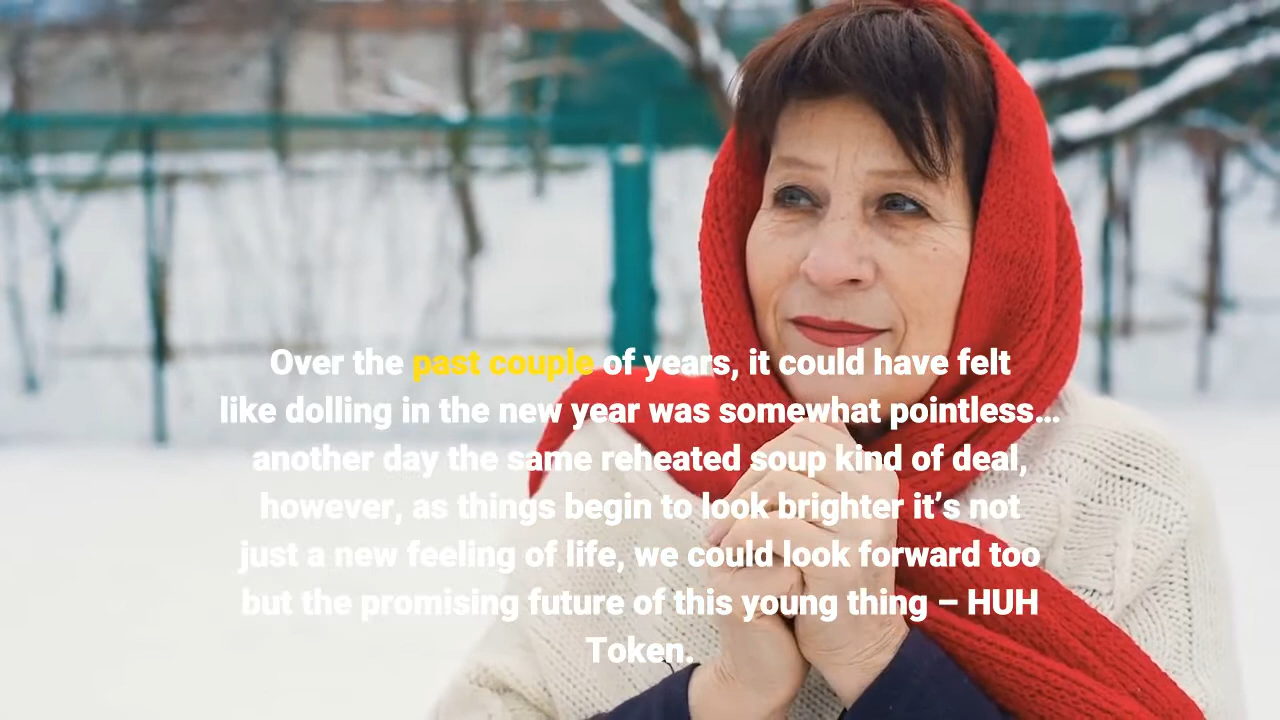 Over the past couple of years, it could have felt
like dolling in the new year was somewhat pointless…
another day the same reheated soup kind of deal,
however, as things begin to look brighter it’s not
just a new feeling of life, we could look forward too
but the promising future of this young thing – HUH
Token.